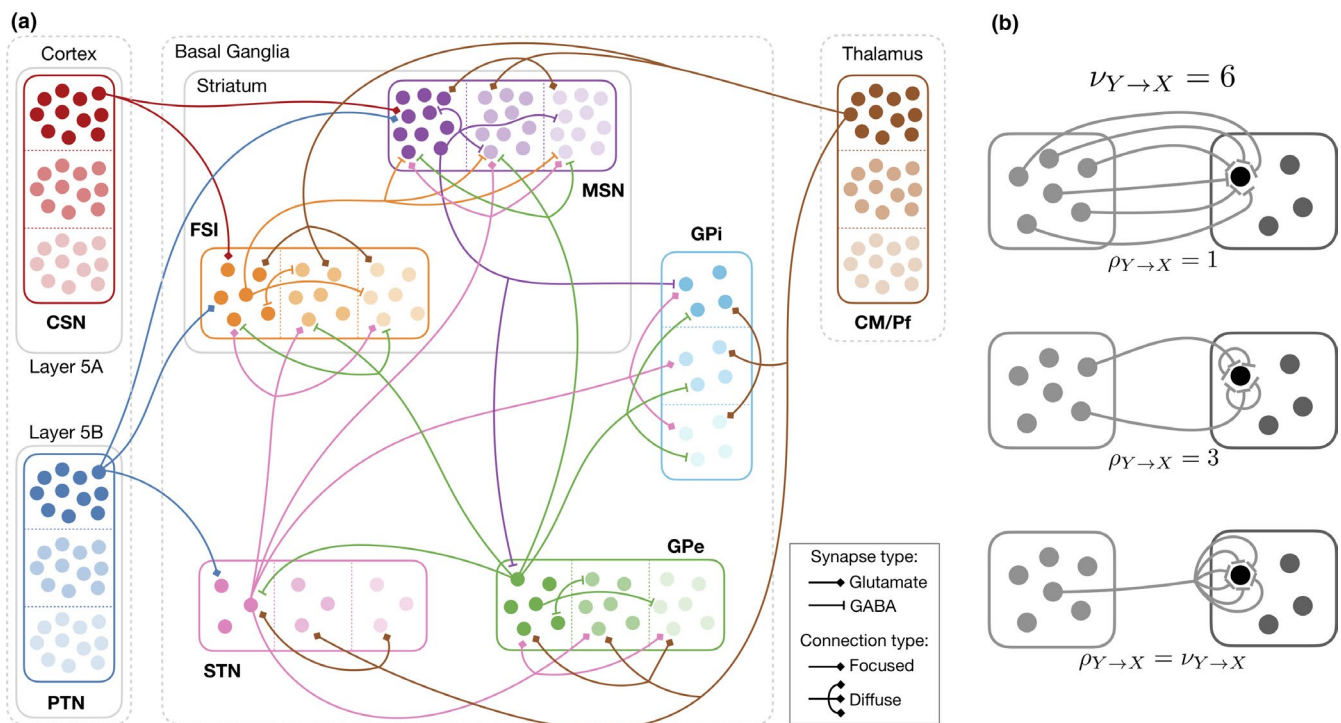 (a)
Cortex
CSN
Layer 5A
Layer 5B
PTN
Basal Ganglia
Striatum
MSN
FSI
GPi
STN
GPe
Thalamus
CM/Pf
Synapse type:
Glutamate
GABA
Connection type:
Focused
Diffuse
(b)
νY→X = 6
ρY→X = 1
ρY→X = 3
ρY→X = νY→X